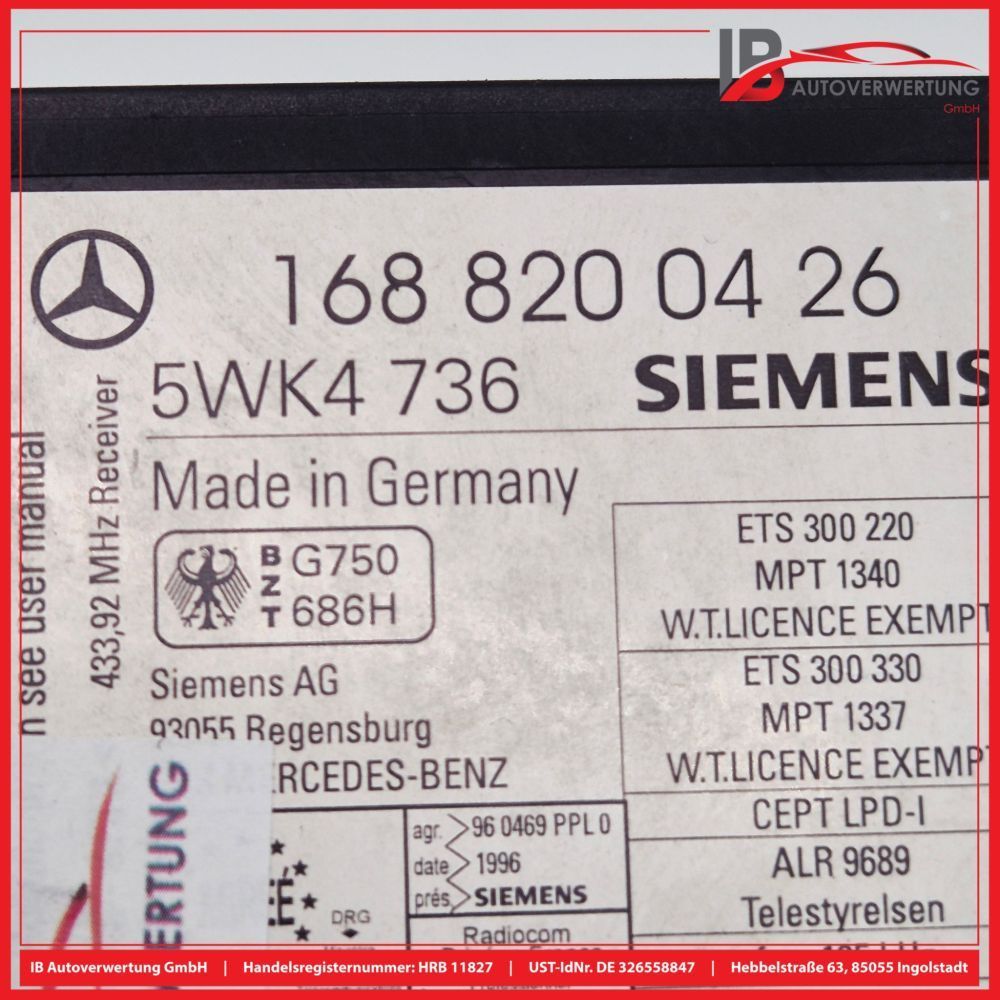 IB AUTOVERWERTUNG
GmbH
168 820 04 26
5WK4 736
SIEMENS
n see user manual
433,92 MHz Receiver
Made in Germany
BZT G750
686H
Siemens AG
93055 Regensburg
ERCEDES-BENZ
ETS 300 220
MPT 1340
W.T.LICENCE EXEMPT
ETS 300 330
MPT 1337
W.T.LICENCE EXEMPT
CEPT LPD-I
ALR 9689
Telestyrelsen
agr. 96 0469 PPL 0
date 1996
prés. SIEMENS
Radiocom
DRG
ERTUNG
IB Autoverwertung GmbH | Handelsregisternummer: HRB 11827 | UST-IdNr. DE 326558847 | Hebbelstraße 63, 85055 Ingolstadt